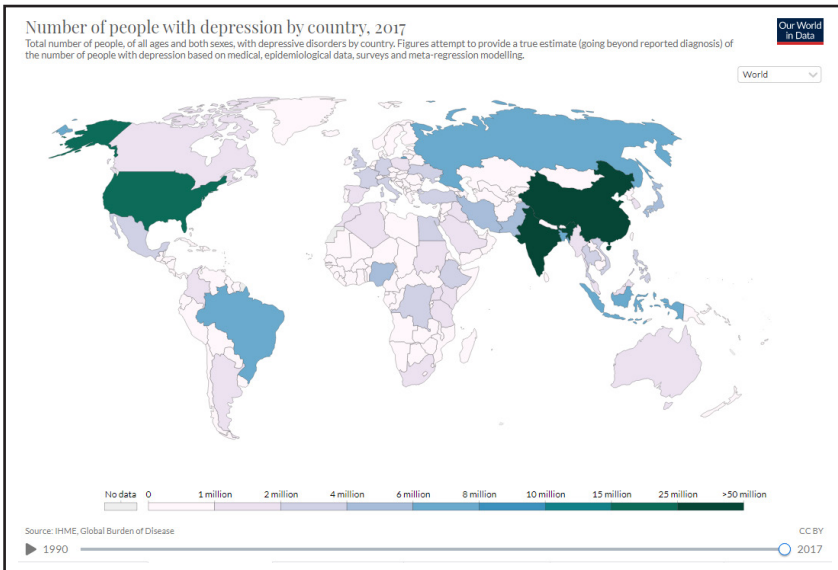 Number of people with depression by country, 2017
Our World
in Data
Total number of people, of all ages and both sexes, with depressive disorders by country. Figures attempt to provide a true estimate (going beyond reported diagnosis) of
the number of people with depression based on medical, epidemiological data, surveys and meta-regression modelling.
World
No data 0 1 million 2 million 4 million 6 million 8 million 10 million 15 million 25 million >50 million
Source: IHME, Global Burden of Disease CC BY
1990 2017